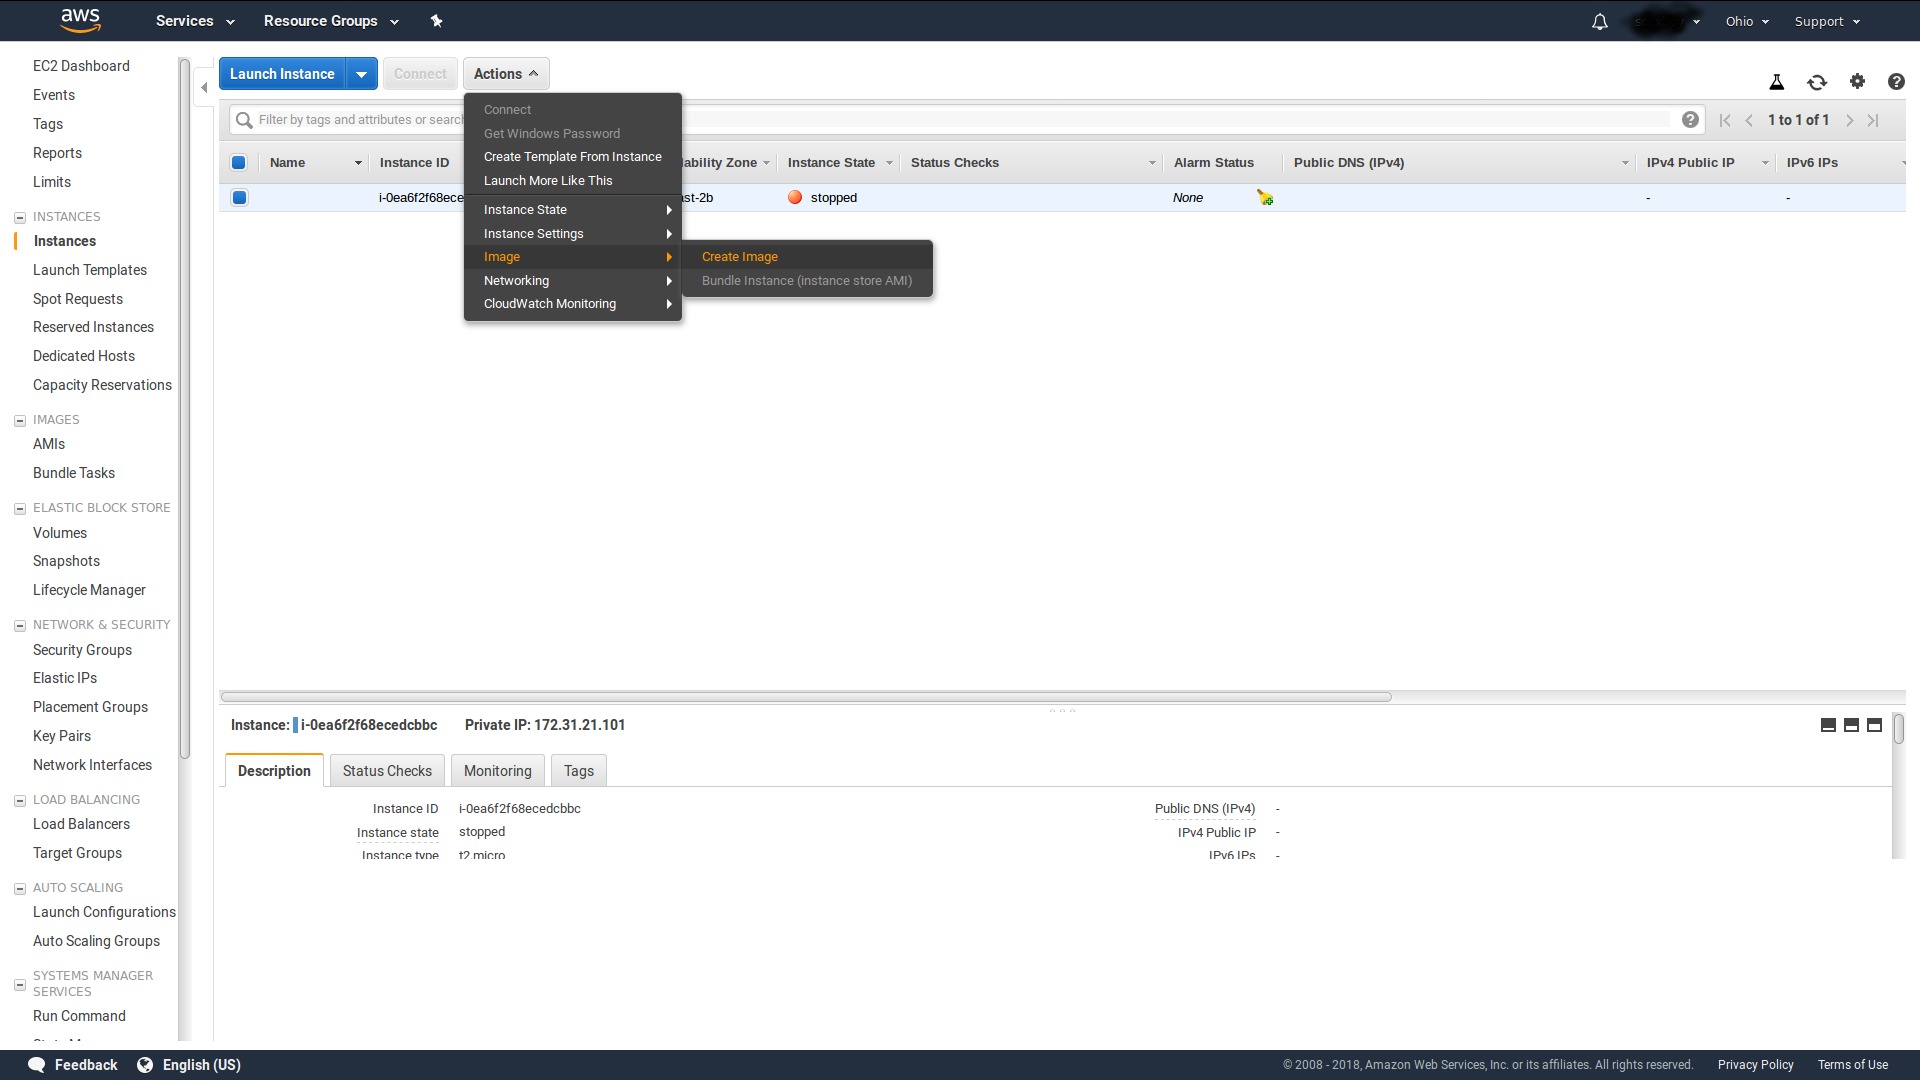 aws Services Resource Groups Ohio Support
EC2 Dashboard
Events
Tags
Reports
Limits
INSTANCES
Instances
Launch Templates
Spot Requests
Reserved Instances
Dedicated Hosts
Capacity Reservations
IMAGES
AMIs
Bundle Tasks
ELASTIC BLOCK STORE
Volumes
Snapshots
Lifecycle Manager
NETWORK & SECURITY
Security Groups
Elastic IPs
Placement Groups
Key Pairs
Network Interfaces
LOAD BALANCING
Load Balancers
Target Groups
AUTO SCALING
Launch Configurations
Auto Scaling Groups
SYSTEMS MANAGER
SERVICES
Run Command
Launch Instance Connect Actions
Filter by tags and attributes or search 1 to 1 of 1
Name Instance ID lability Zone Instance State Status Checks Alarm Status Public DNS (IPv4) IPv4 Public IP IPv6 IPs
i-0ea6f2f68ece ast-2b stopped None - -
Connect
Get Windows Password
Create Template From Instance
Launch More Like This
Instance State
Instance Settings
Image
Networking
CloudWatch Monitoring
Create Image
Bundle Instance (instance store AMI)
Instance: i-0ea6f2f68ecedcbbc Private IP: 172.31.21.101
Description Status Checks Monitoring Tags
Instance ID i-0ea6f2f68ecedcbbc Public DNS (IPv4) -
Instance state stopped IPv4 Public IP -
Instance type t2.micro IPv6 IPs -
Feedback English (US) © 2008 - 2018, Amazon Web Services, Inc. or its affiliates. All rights reserved. Privacy Policy Terms of Use